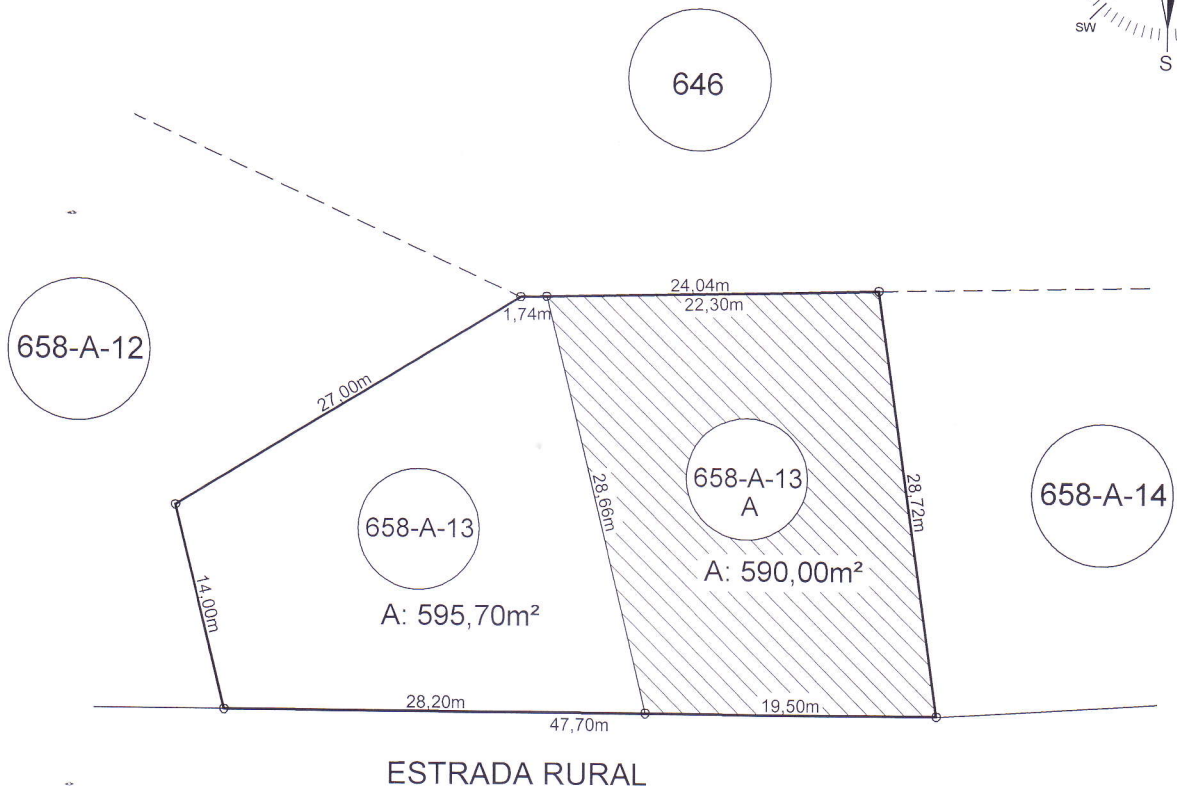 SW
S
646
24,04m
22,30m
1,74m
658-A-12
27,00m
28,66m
658-A-13
A
28,72m
658-A-14
658-A-13
A: 590,00m²
14,00m
A: 595,70m²
28,20m
19,50m
47,70m
ESTRADA RURAL